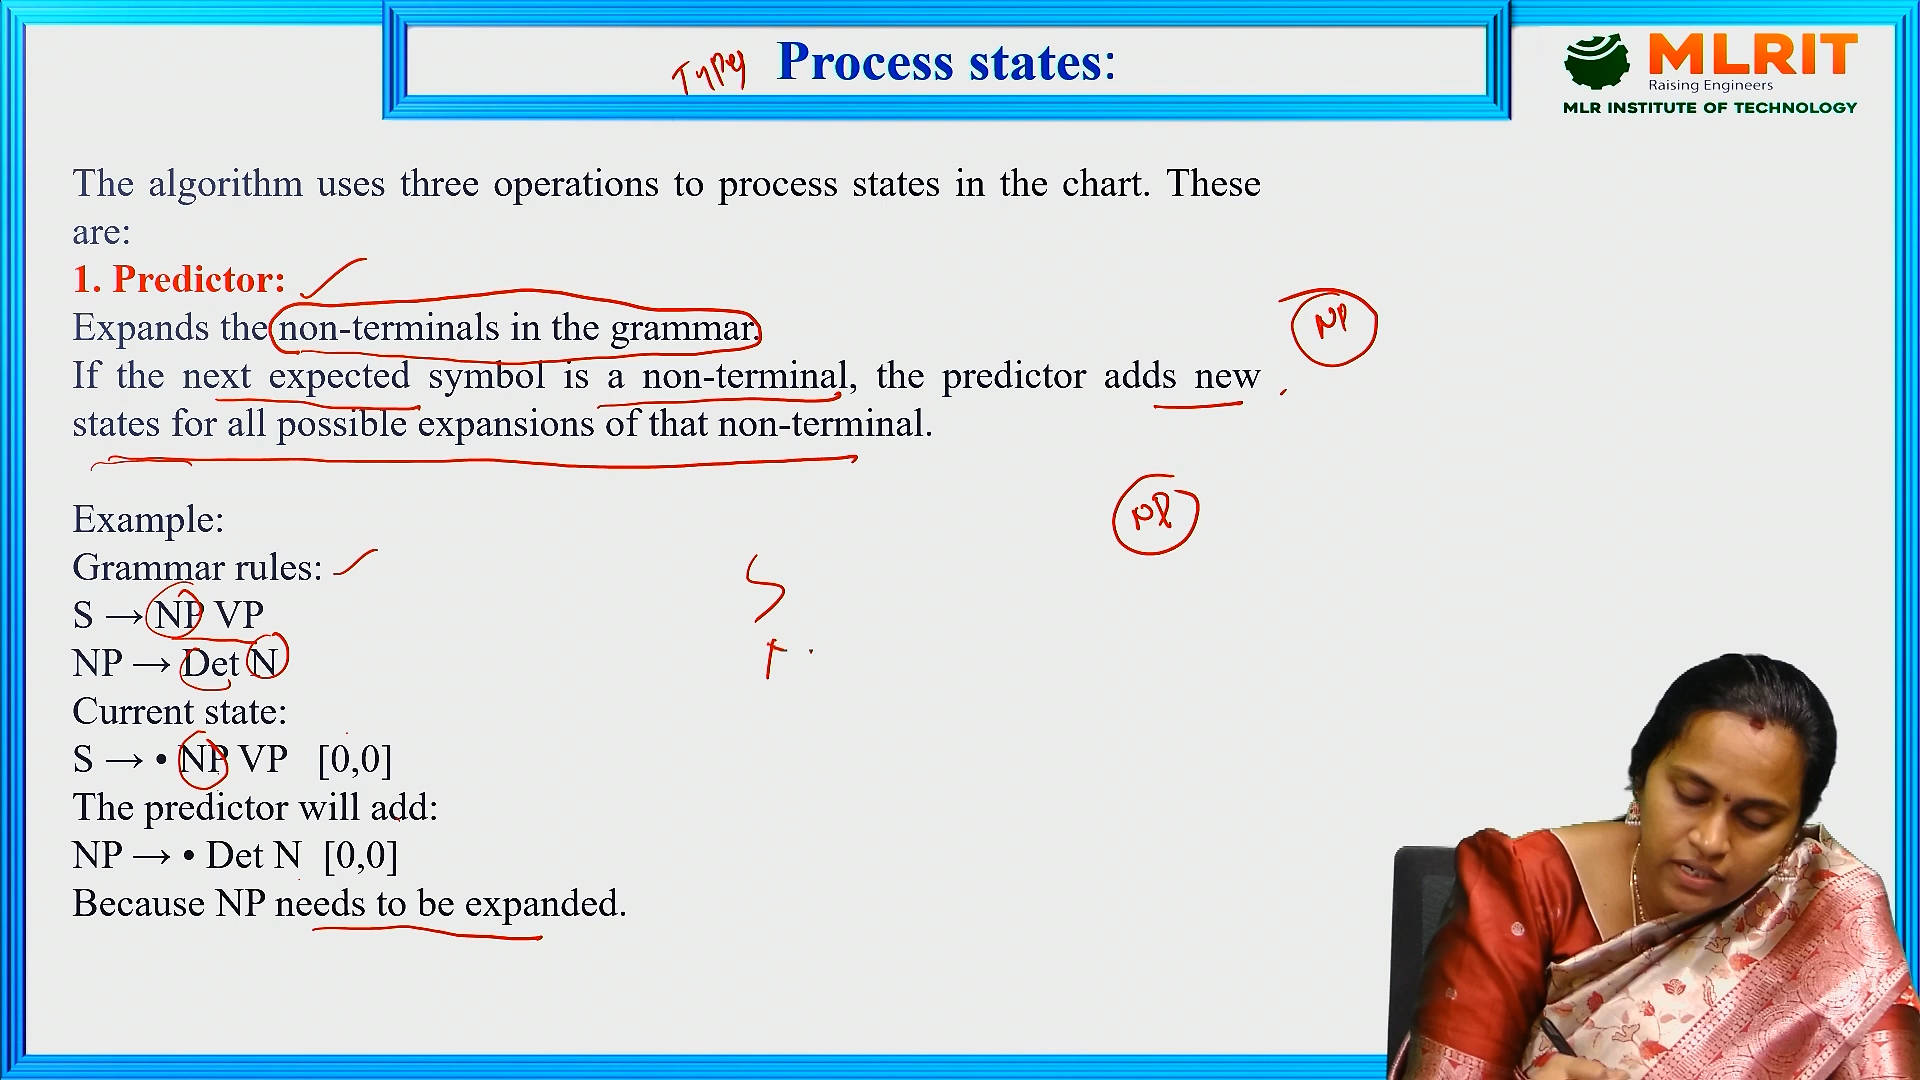 Types Process states:
MLRIT
Raising Engineers
MLR INSTITUTE OF TECHNOLOGY
The algorithm uses three operations to process states in the chart. These
are:
1. Predictor:
Expands the non-terminals in the grammar.
NP
If the next expected symbol is a non-terminal, the predictor adds new
states for all possible expansions of that non-terminal.
NP
Example:
Grammar rules:
S
S → NP VP
NP → Det N
Current state:
S → • NP VP [0,0]
The predictor will add:
NP → • Det N [0,0]
Because NP needs to be expanded.